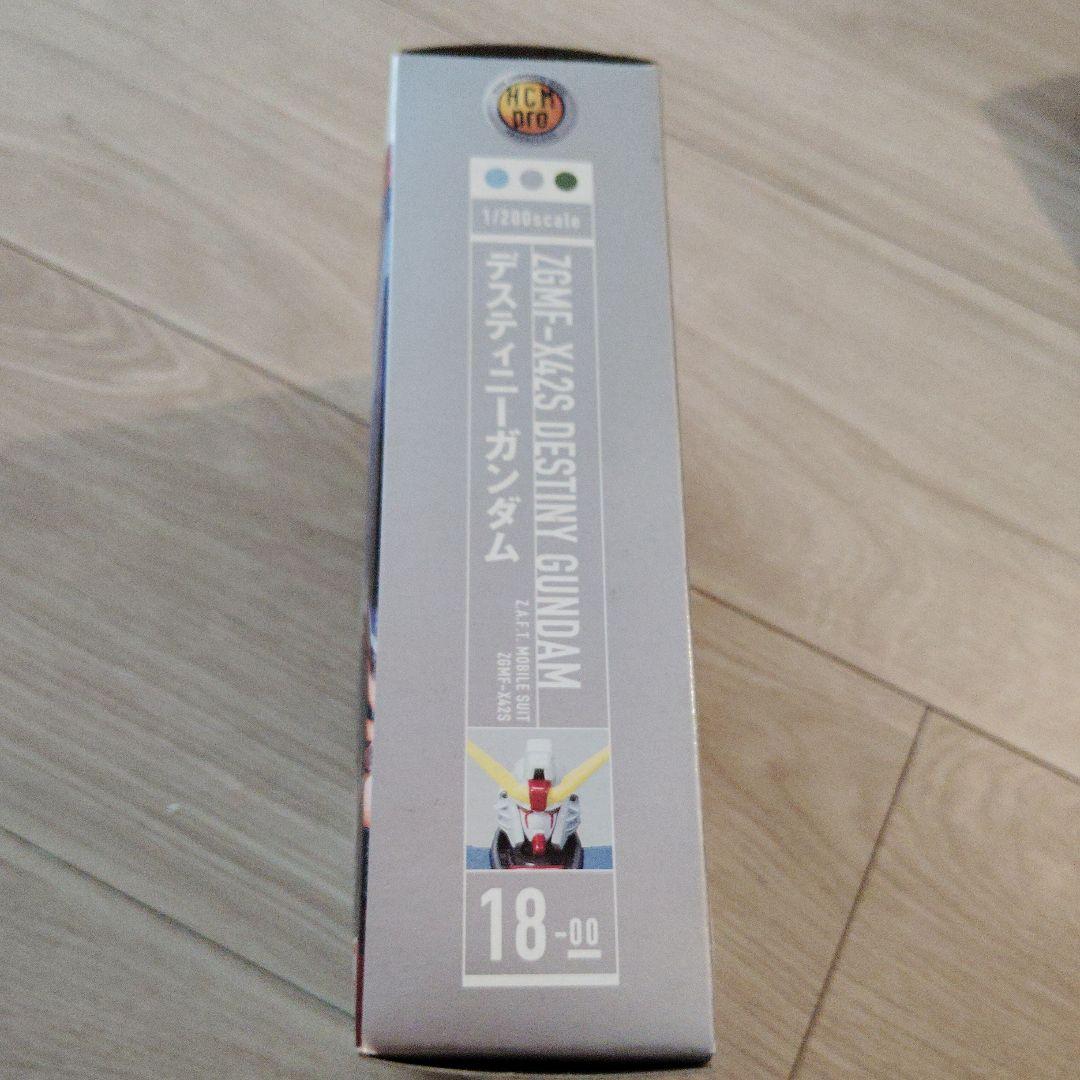 HCM
pro
1/200scale
ZGMF-X42S DESTINY GUNDAM
デスティニーガンダム
Z.A.F.T. MOBILE SUIT
ZGMF-X42S
18-00